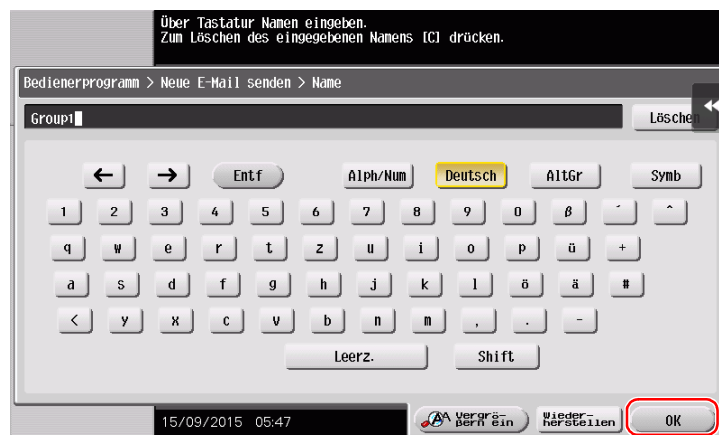 Über Tastatur Namen eingeben.
Zum Löschen des eingegebenen Namens [C] drücken.
Bedienerprogramm > Neue E-Mail senden > Name
Group1
Löschen
← → Entf Alph/Num Deutsch AltGr Symb
1 2 3 4 5 6 7 8 9 0 ß ´ ^
q w e r t z u i o p ü +
a s d f g h j k l ö ä #
< y x c v b n m , . -
Leerz. Shift
15/09/2015 05:47
Vergrö-
ßern ein
Wieder-
herstellen
OK